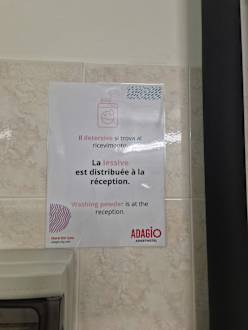 Il detersivo si trova al
ricevimento.
La lessive
est distribuée à la
réception.
Washing powder is at the
reception.
ADAGIO
APARTHOTEL